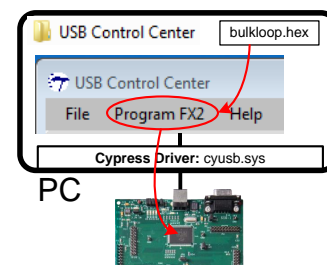 USB Control Center
bulkloop.hex
USB Control Center
File Program FX2 Help
Cypress Driver: cyusb.sys
PC